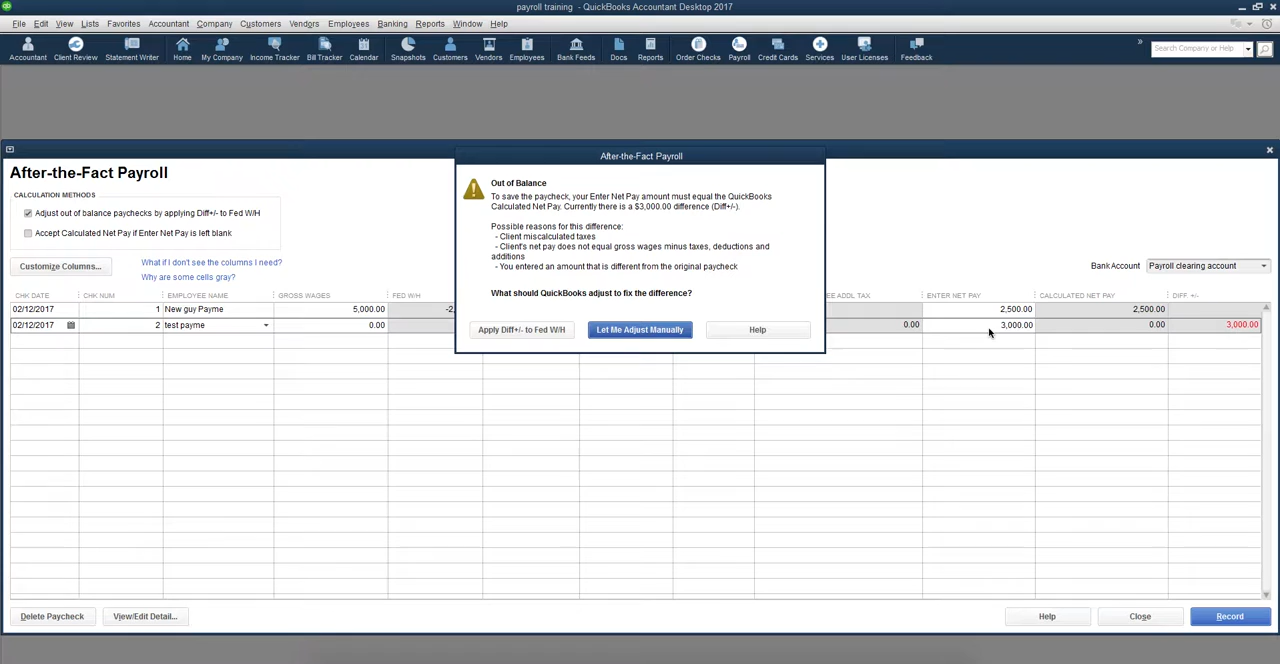 payroll training - QuickBooks Accountant Desktop 2017
File Edit View Lists Favorites Accountant Company Customers Vendors Employees Banking Reports Window Help
Accountant Client Review Statement Writer Home My Company Income Tracker Bill Tracker Calendar Snapshots Customers Vendors Employees Bank Feeds Docs Reports Order Checks Payroll Credit Cards Services User Licenses Feedback » Search Company or Help
After-the-Fact Payroll
After-the-Fact Payroll
CALCULATION METHODS
Adjust out of balance paychecks by applying Diff+/- to Fed W/H
Accept Calculated Net Pay if Enter Net Pay is left blank
Customize Columns...
What if I don't see the columns I need?
Why are some cells gray?
Out of Balance
To save the paycheck, your Enter Net Pay amount must equal the QuickBooks
Calculated Net Pay. Currently there is a $3,000.00 difference (Diff+/-).
Possible reasons for this difference:
- Client miscalculated taxes
- Client's net pay does not equal gross wages minus taxes, deductions and
additions
- You entered an amount that is different from the original paycheck
What should QuickBooks adjust to fix the difference?
Apply Diff+/- to Fed W/H Let Me Adjust Manually Help
Bank Account Payroll clearing account
CHK DATE CHK NUM EMPLOYEE NAME GROSS WAGES FED W/H EE ADDL TAX ENTER NET PAY CALCULATED NET PAY DIFF +/-
02/12/2017 1 New guy Payme 5,000.00 -2, 2,500.00 2,500.00
02/12/2017 2 test payme 0.00 0.00 3,000.00 0.00 3,000.00
Delete Paycheck View/Edit Detail... Help Close Record